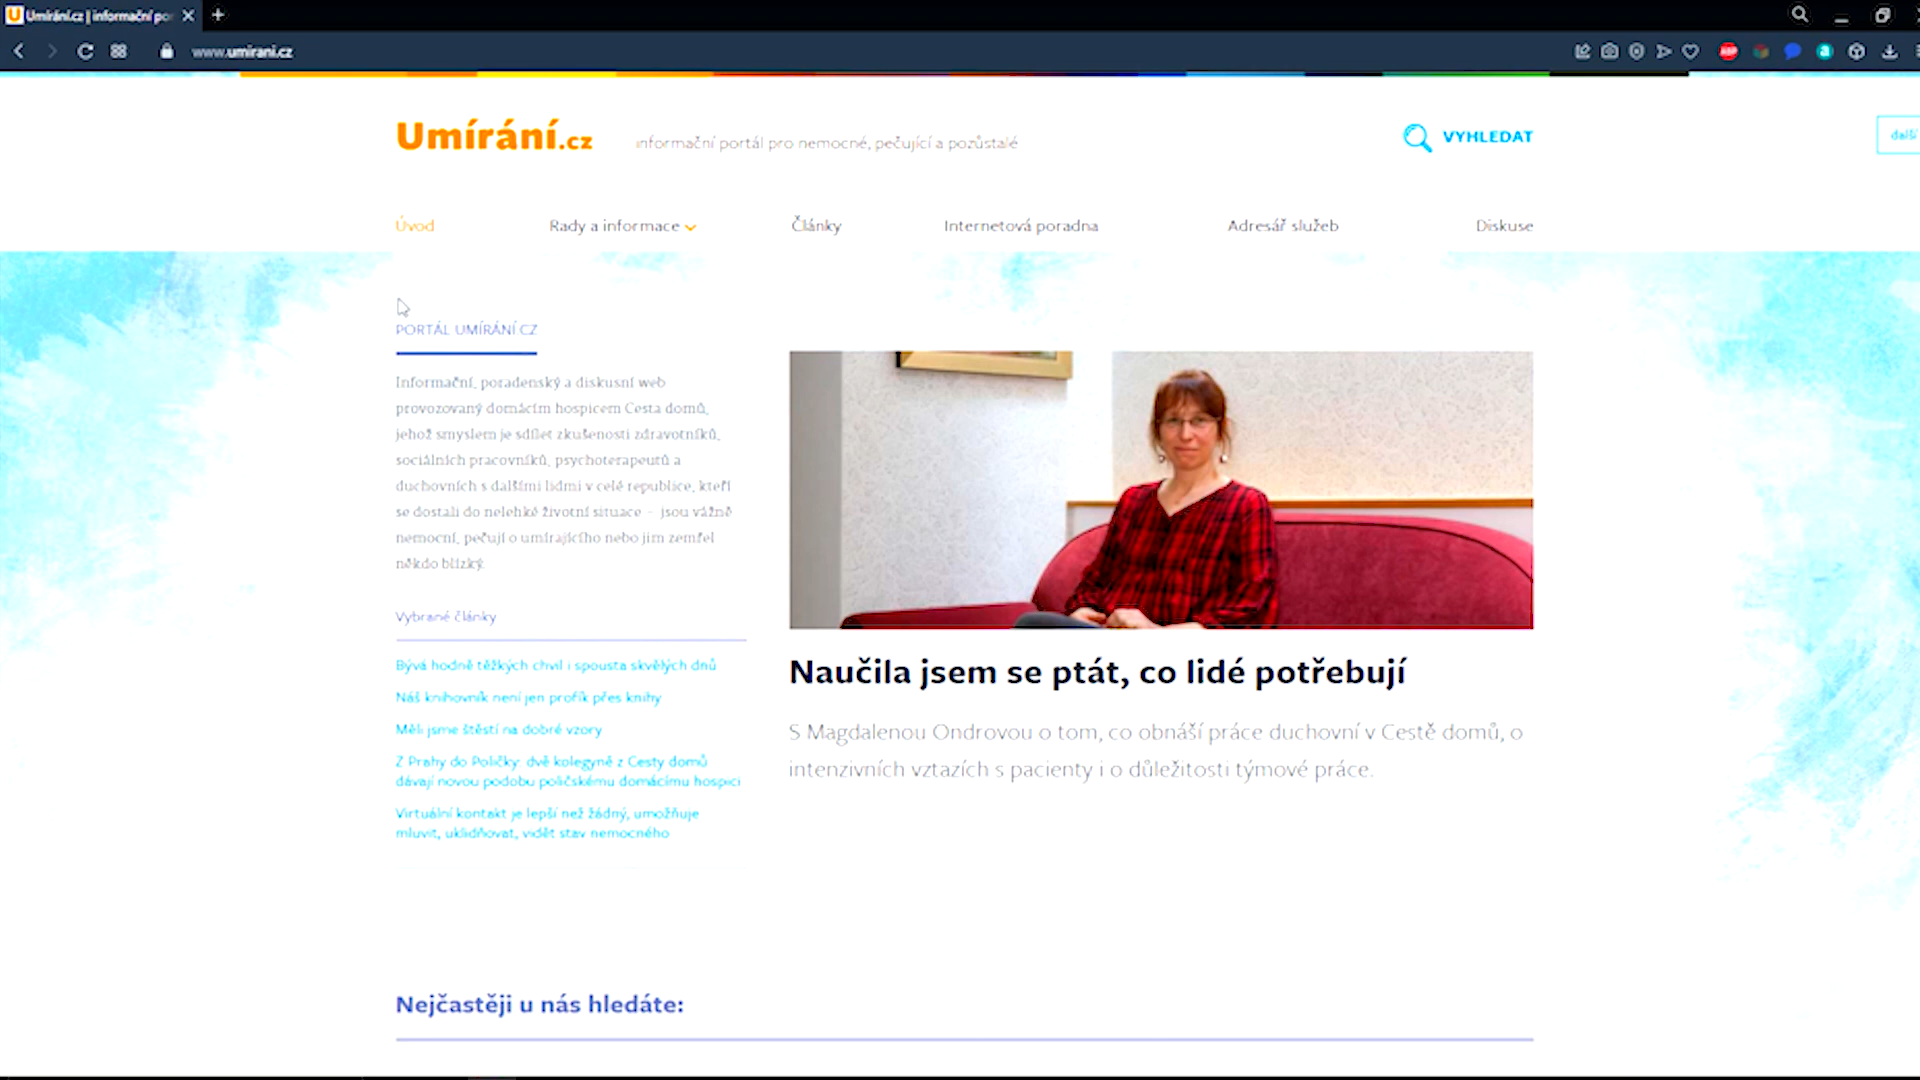 Umírání.cz | informační po
www.umirani.cz
Umírání.cz
informační portál pro nemocné, pečující a pozůstalé
VYHLEDAT
další
Úvod
Rady a informace
Články
Internetová poradna
Adresář služeb
Diskuse
PORTÁL UMÍRÁNÍ.CZ
Informační, poradenský a diskusní web
provozovaný domácím hospicem Cesta domů,
jehož smyslem je sdílet zkušenosti zdravotníků,
sociálních pracovníků, psychoterapeutů a
duchovních s dalšími lidmi v celé republice, kteří
se dostali do nelehké životní situace - jsou vážně
nemocní, pečují o umírajícího nebo jim zemřel
někdo blízký.
Vybrané články
Bývá hodně těžkých chvil i spousta skvělých dnů
Náš knihovník není jen profík přes knihy
Měli jsme štěstí na dobré vzory
Z Prahy do Poličky: dvě kolegyně z Cesty domů
dávají novou podobu poličskému domácímu hospici
Virtuální kontakt je lepší než žádný, umožňuje
mluvit, uklidňovat, vidět stav nemocného
Naučila jsem se ptát, co lidé potřebují
S Magdalenou Ondrovou o tom, co obnáší práce duchovní v Cestě domů, o
intenzivních vztazích s pacienty i o důležitosti týmové práce.
Nejčastěji u nás hledáte: